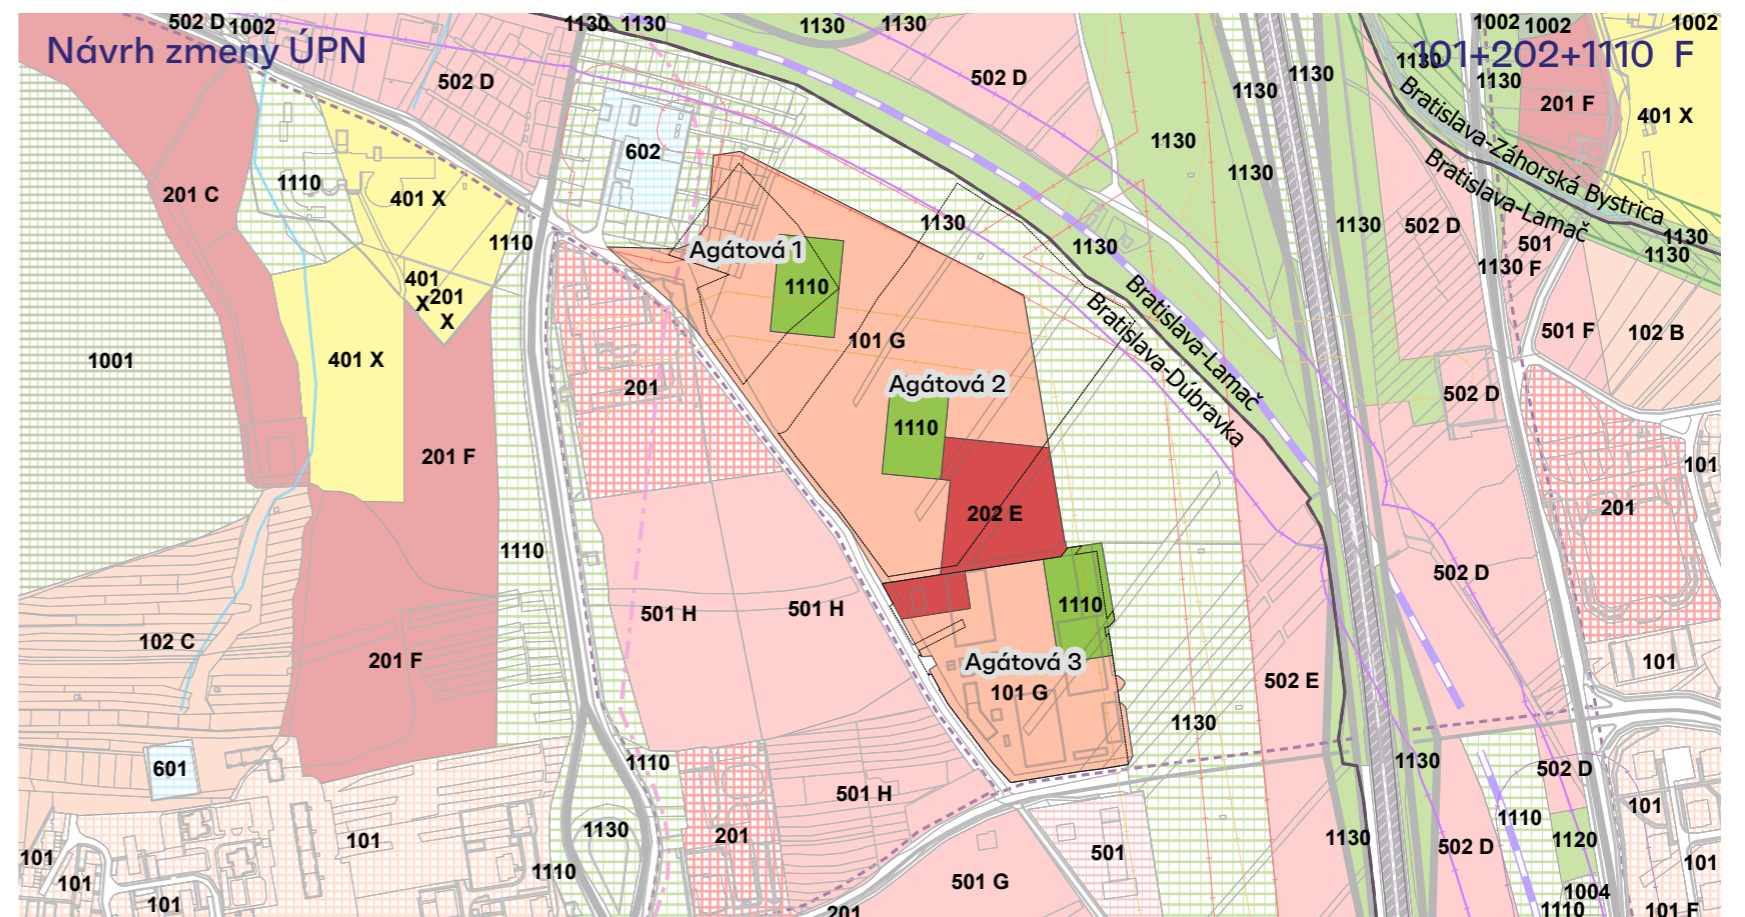 Návrh zmeny ÚPN
101+202+1110 F
502 D
1002
1130
1130
1130
1130
1002
1002
1002
502 D
502 D
1130
1130
1130
1130
201 F
401 X
1130
1130
Bratislava-Záhorská Bystrica
Bratislava-Lamač
602
201 C
1110
401 X
1110
1130
1130
1130
502 D
501
1130 F
1130
1130
Agátová 1
1110
401
X
201
X
101 G
Bratislava-Lamač
Bratislava-Dúbravka
501 F
102 B
1001
401 X
201
Agátová 2
1110
502 D
201 F
101
202 E
201
1110
502 D
501 H
501 H
1110
102 C
201 F
Agátová 3
101 G
502 E
101
1130
601
1110
1130
502 D
501 H
1110
101
1130
101
201
1130
502 D
1120
101
501
101
1110
101
501 G
1004
101
201
1110
101 F